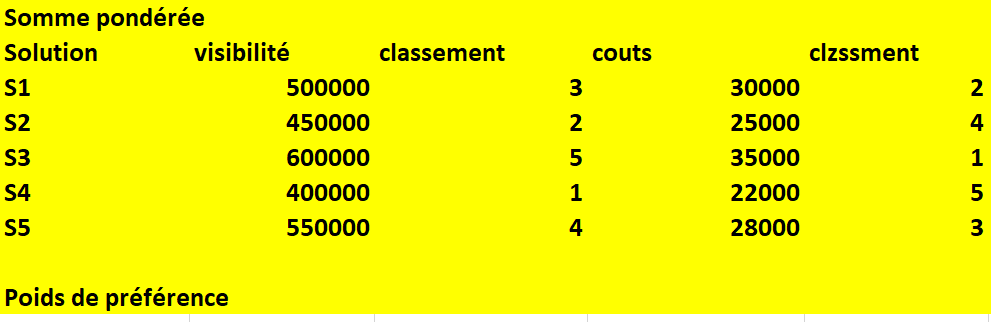 Somme pondérée
Solution visibilité classement couts clzssment
S1 500000 3 30000 2
S2 450000 2 25000 4
S3 600000 5 35000 1
S4 400000 1 22000 5
S5 550000 4 28000 3
Poids de préférence